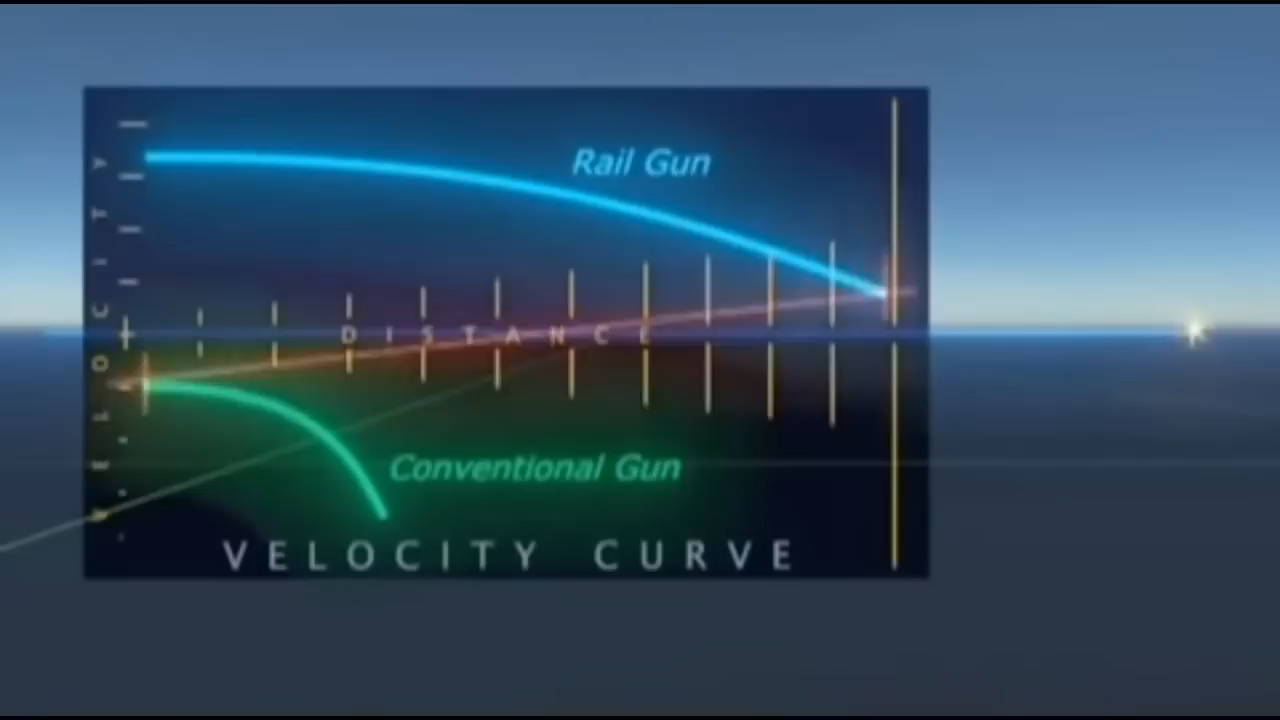 Rail Gun
VELOCITY
DISTANCE
Conventional Gun
VELOCITY CURVE